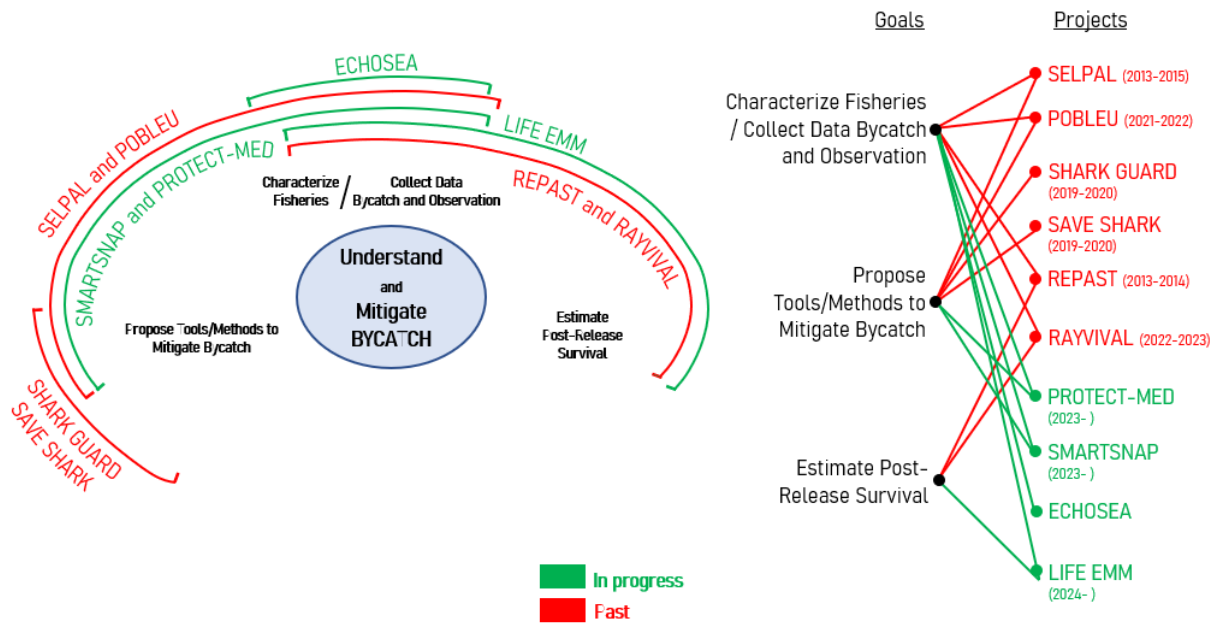 ECHOSEA
SELPAL and POBLEU
SMARTSNAP and PROTECT-MED
LIFE EMM
REPAST and RAYVIVAL
SHARK GUARD
SAVE SHARK
Characterize
Fisheries
/
Collect Data
Bycatch and Observation
Understand
and
Mitigate
BYCATCH
Propose Tools/Methods to
Mitigate Bycatch
Estimate
Post-Release
Survival
In progress
Past
Goals
Characterize Fisheries
/ Collect Data Bycatch
and Observation
Propose
Tools/Methods to
Mitigate Bycatch
Estimate Post-
Release Survival
Projects
SELPAL (2013-2015)
POBLEU (2021-2022)
SHARK GUARD
(2019-2020)
SAVE SHARK
(2019-2020)
REPAST (2013-2014)
RAYVIVAL (2022-2023)
PROTECT-MED
(2023- )
SMARTSNAP
(2023- )
ECHOSEA
LIFE EMM
(2024- )